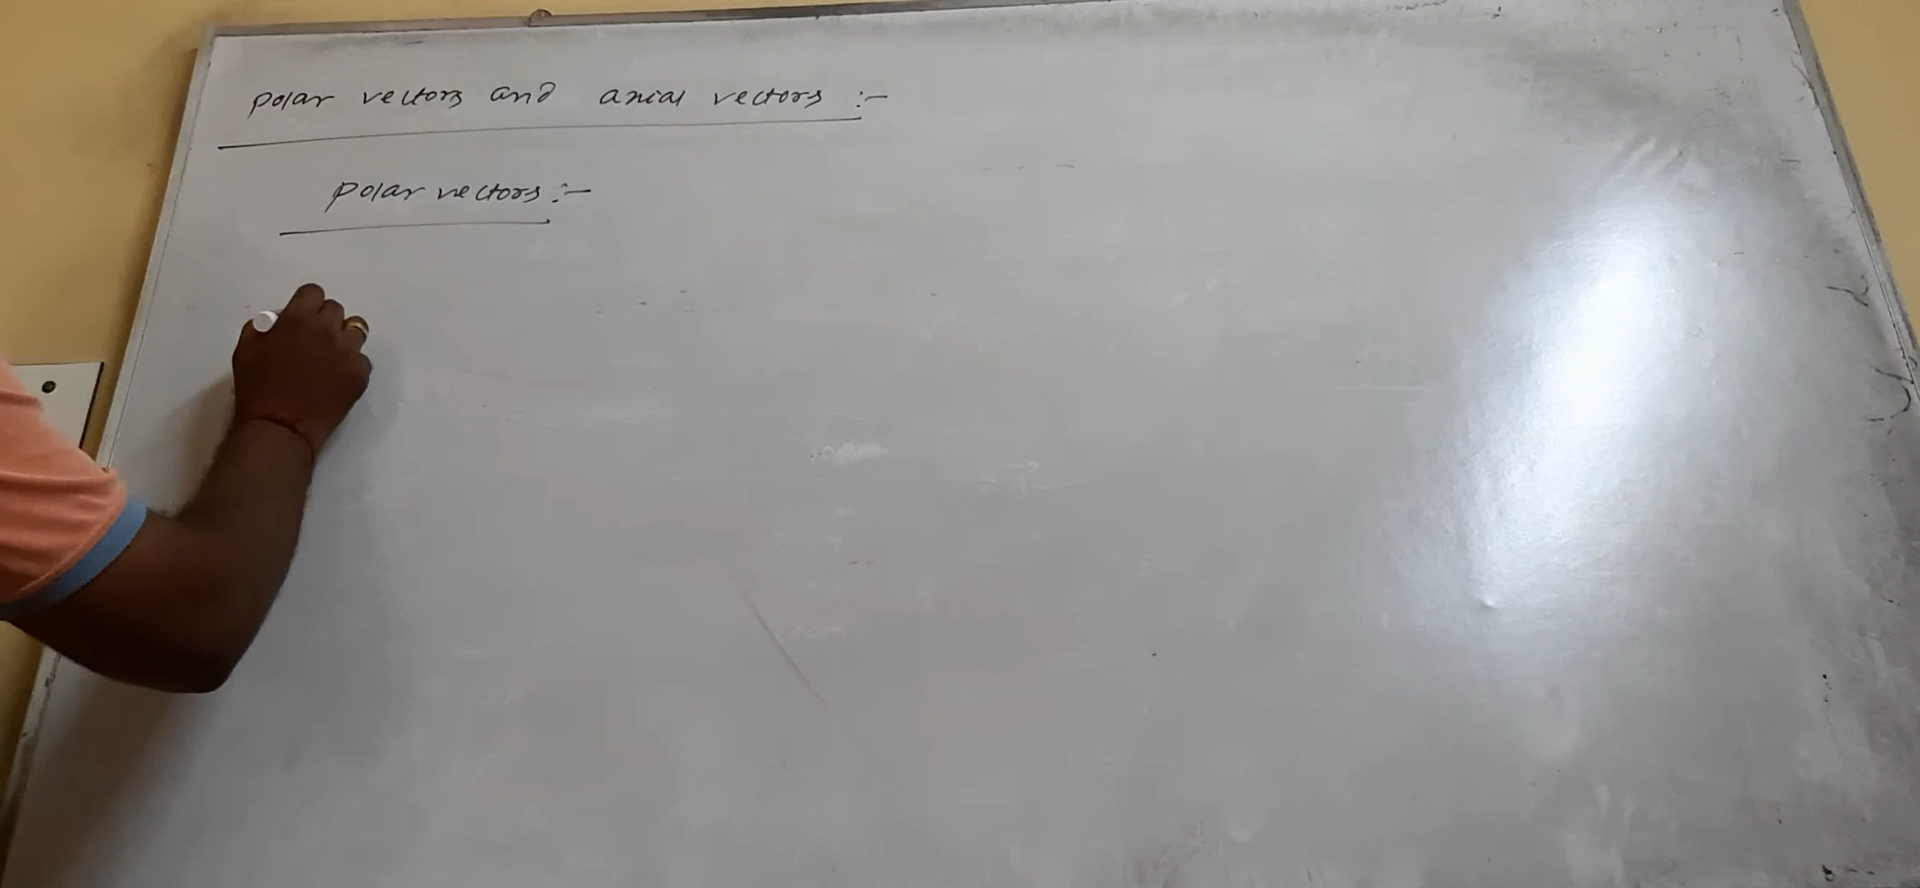 polar vectors and axial vectors :-
polar vectors :-